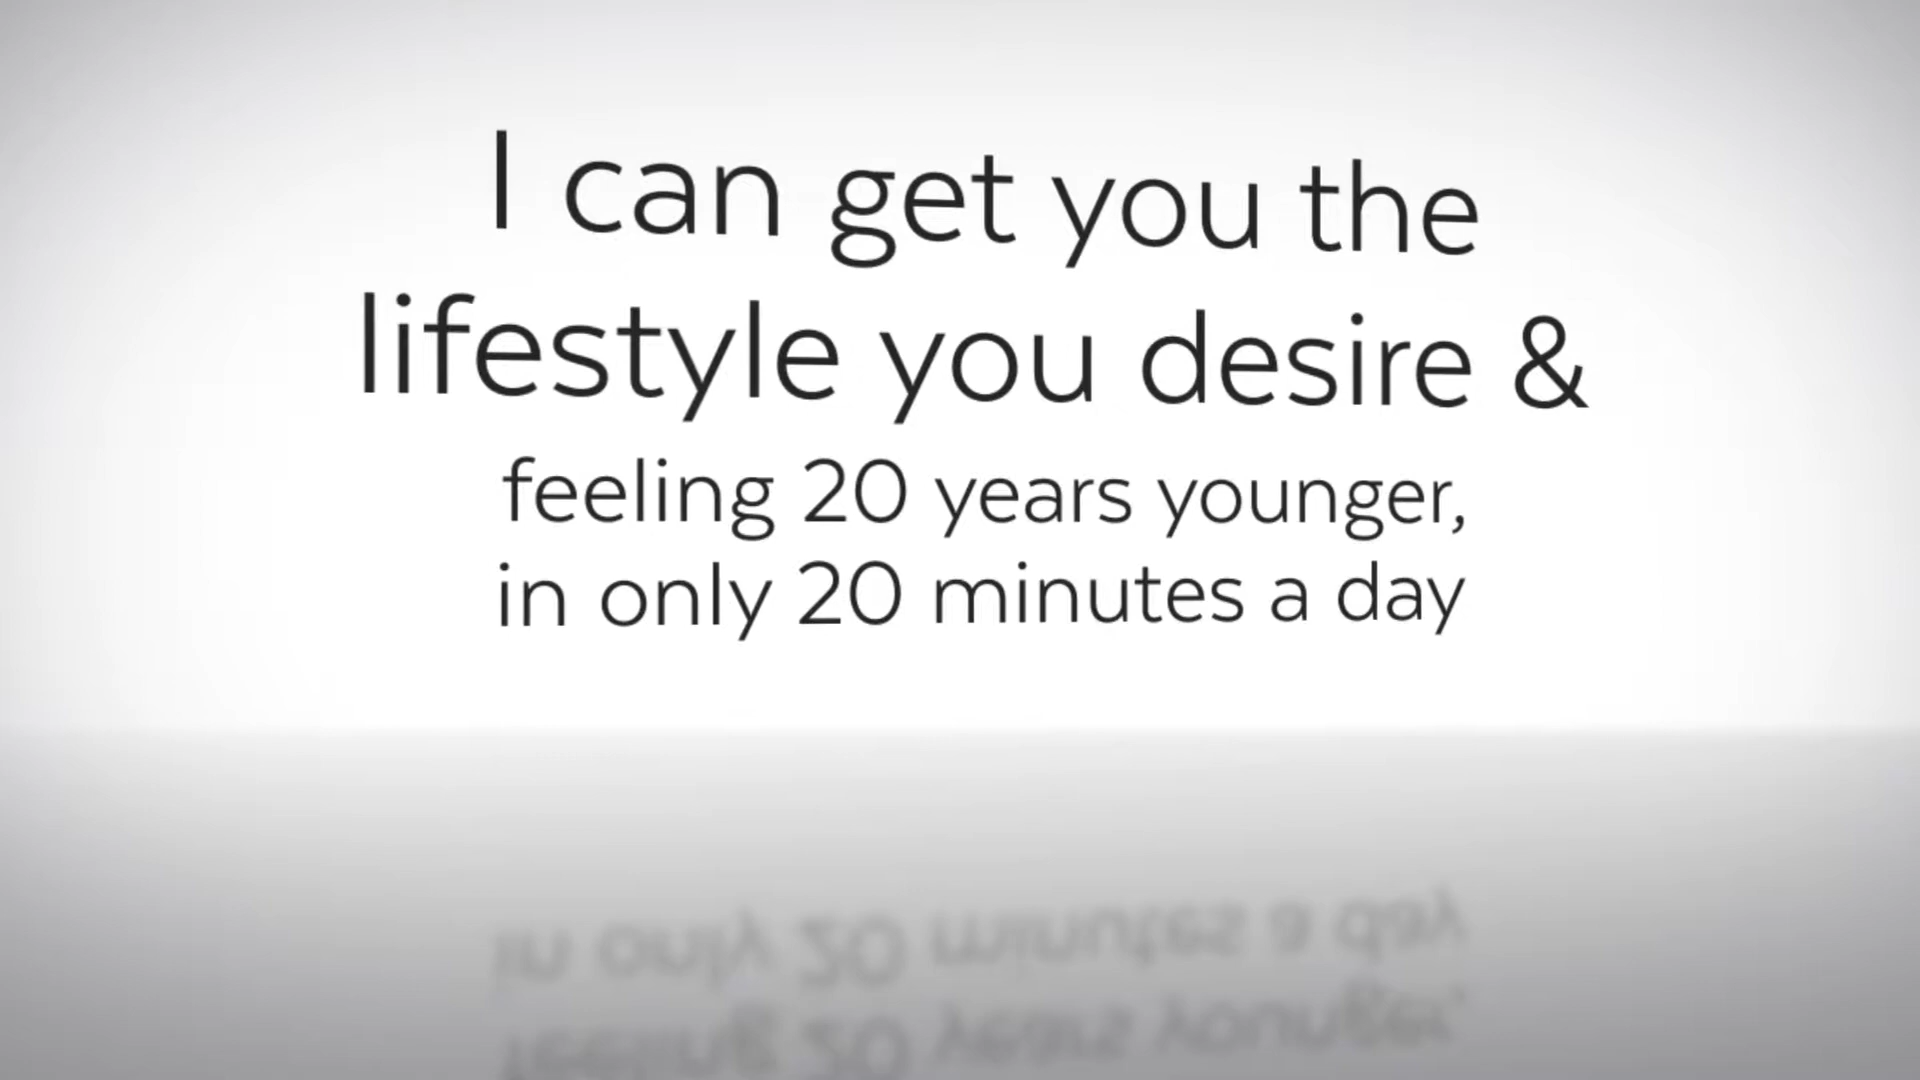 I can get you the
lifestyle you desire &
feeling 20 years younger,
in only 20 minutes a day